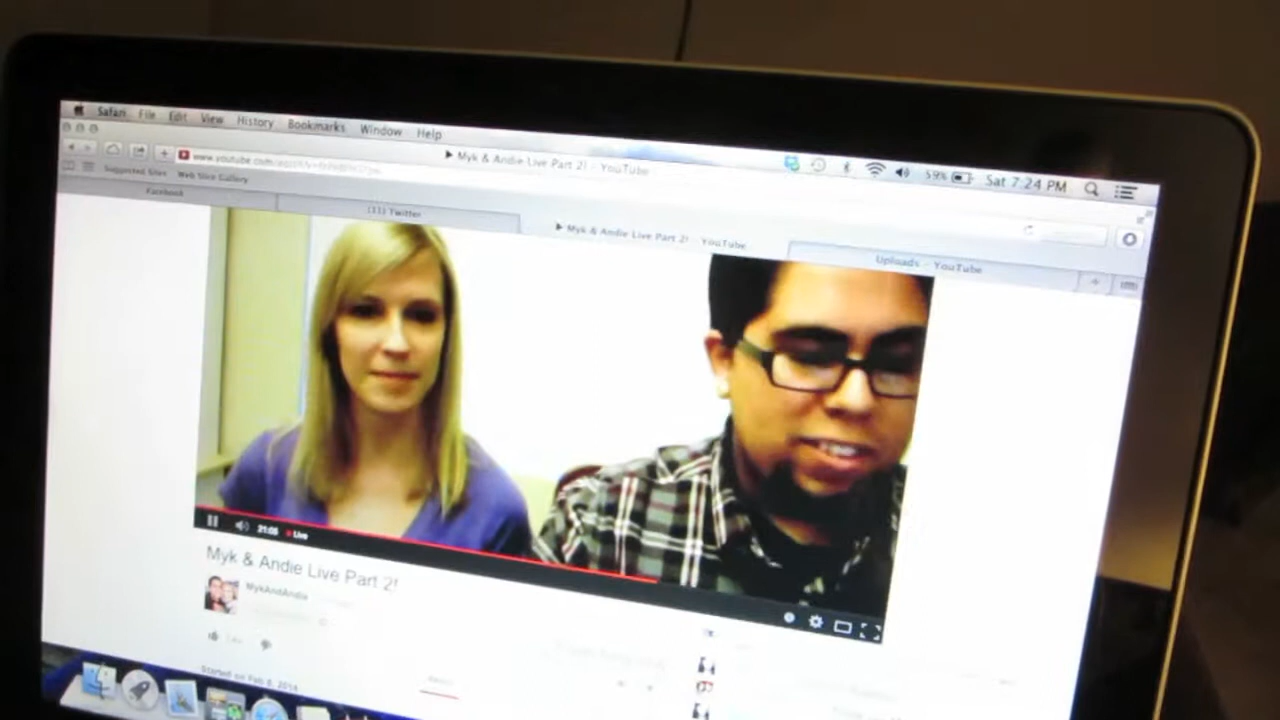 Safari File Edit View History Bookmarks Window Help
59% Sat 7:24 PM
Myk & Andie Live Part 2! - YouTube
Suggested Sites Web Slice Gallery
Facebook
(11) Twitter
Myk & Andie Live Part 2! - YouTube
Uploads - YouTube
21:05 Live
Myk & Andie Live Part 2!
MykAndAndie
Started on Feb 8, 2014